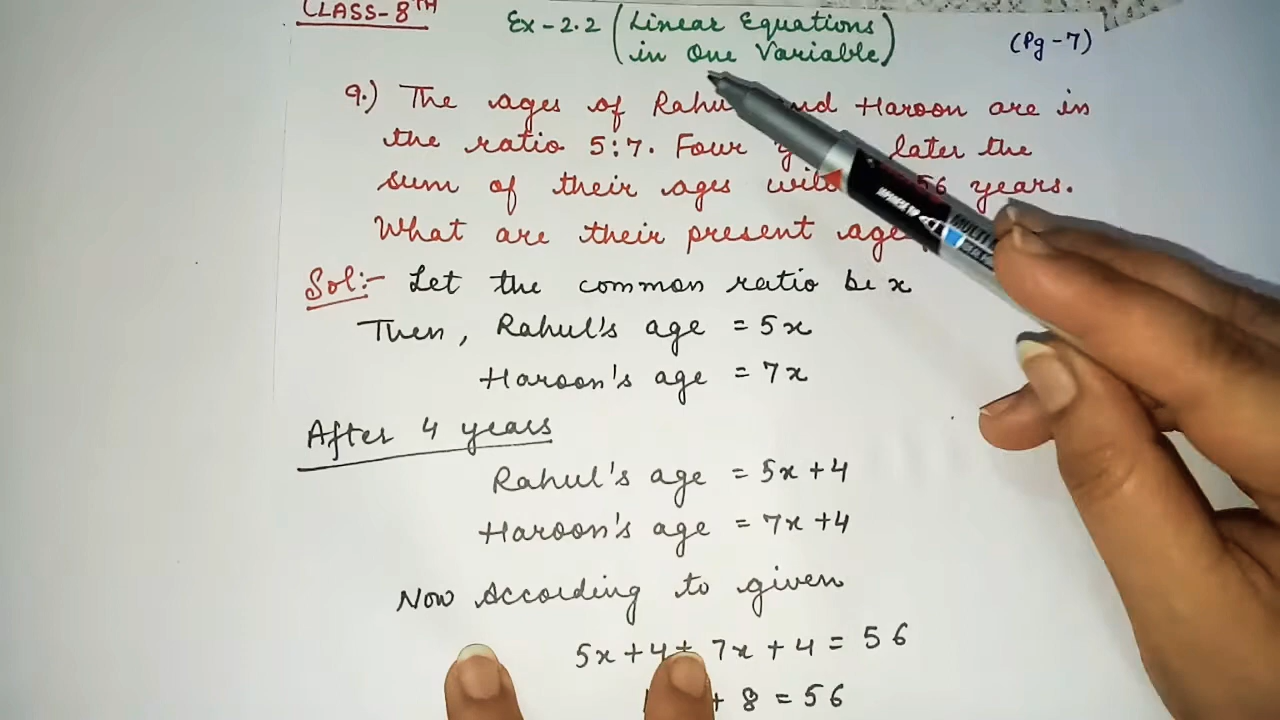 CLASS-8TH
Ex-2.2 (Linear Equations
in One Variable)
(Pg-7)
9.) The ages of and Haroon are in
the ratio 5:7. Four later the
sum of their ages 56 years.
What are their present
Sol:- Let the common ratio be x
Then, Rahul's age = 5x
Haroon's age = 7x
After 4 years
Rahul's age = 5x+4
Haroon's age = 7x+4
Now According to given
5x+4+ 7x+4 = 56
+ 8 = 56